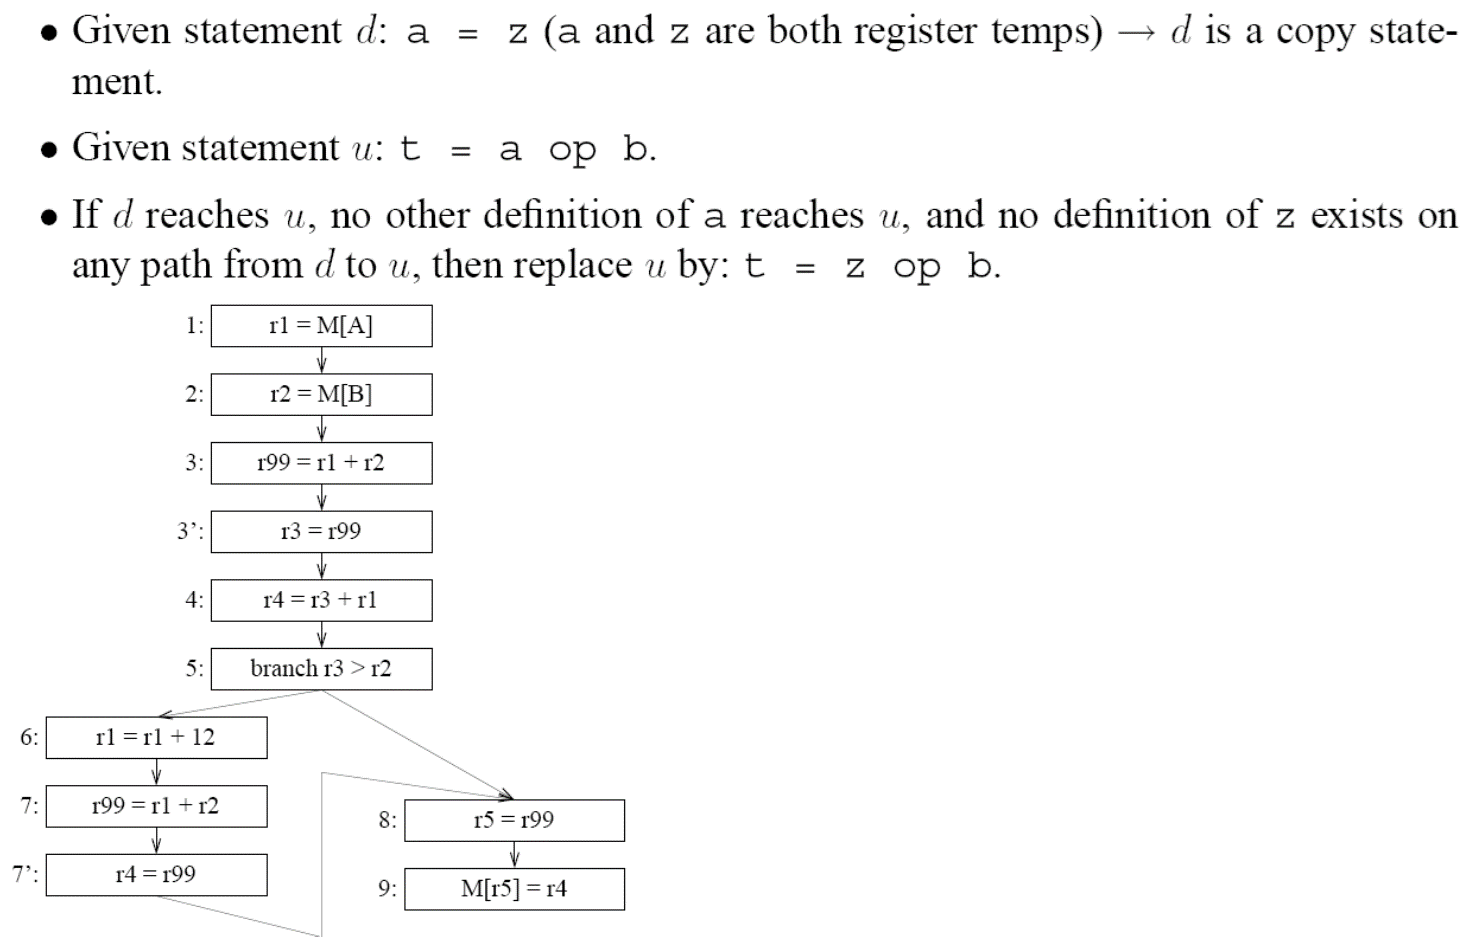 • Given statement d: a = z (a and z are both register temps) → d is a copy state-
ment.
• Given statement u: t = a op b.
• If d reaches u, no other definition of a reaches u, and no definition of z exists on
any path from d to u, then replace u by: t = z op b.
1: r1 = M[A]
2: r2 = M[B]
3: r99 = r1 + r2
3’: r3 = r99
4: r4 = r3 + r1
5: branch r3 > r2
6: r1 = r1 + 12
7: r99 = r1 + r2
7’: r4 = r99
8: r5 = r99
9: M[r5] = r4